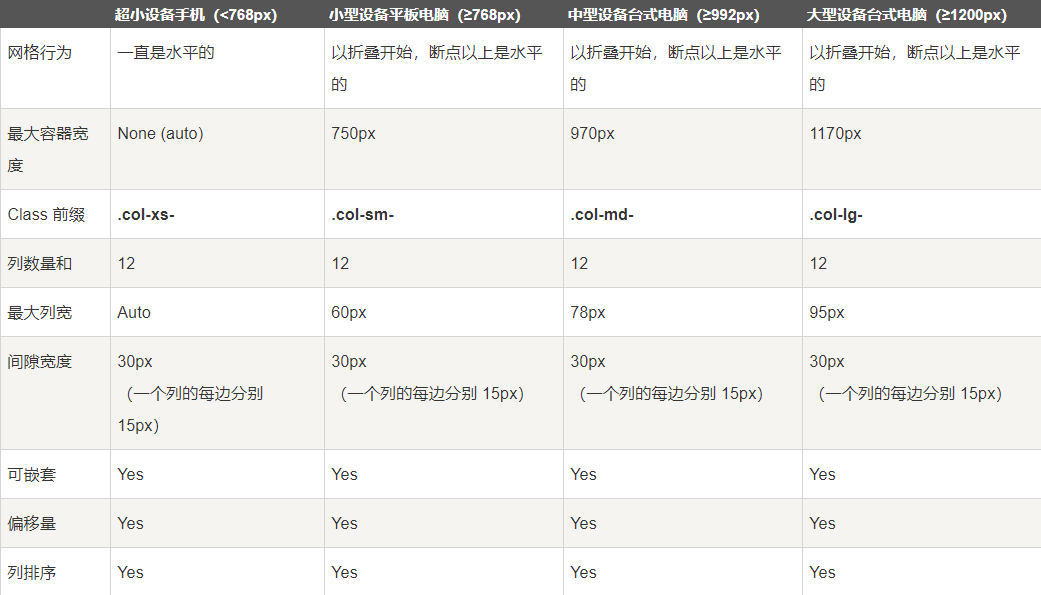 超小设备手机（<768px） 小型设备平板电脑（≥768px） 中型设备台式电脑（≥992px） 大型设备台式电脑（≥1200px）
网格行为 一直是水平的 以折叠开始，断点以上是水平 以折叠开始，断点以上是水平 以折叠开始，断点以上是水平
的 的 的
最大容器宽 None (auto) 750px 970px 1170px
度
Class 前缀 .col-xs- .col-sm- .col-md- .col-lg-
列数量和 12 12 12 12
最大列宽 Auto 60px 78px 95px
间隙宽度 30px 30px 30px 30px
（一个列的每边分别 （一个列的每边分别 15px） （一个列的每边分别 15px） （一个列的每边分别 15px）
15px）
可嵌套 Yes Yes Yes Yes
偏移量 Yes Yes Yes Yes
列排序 Yes Yes Yes Yes